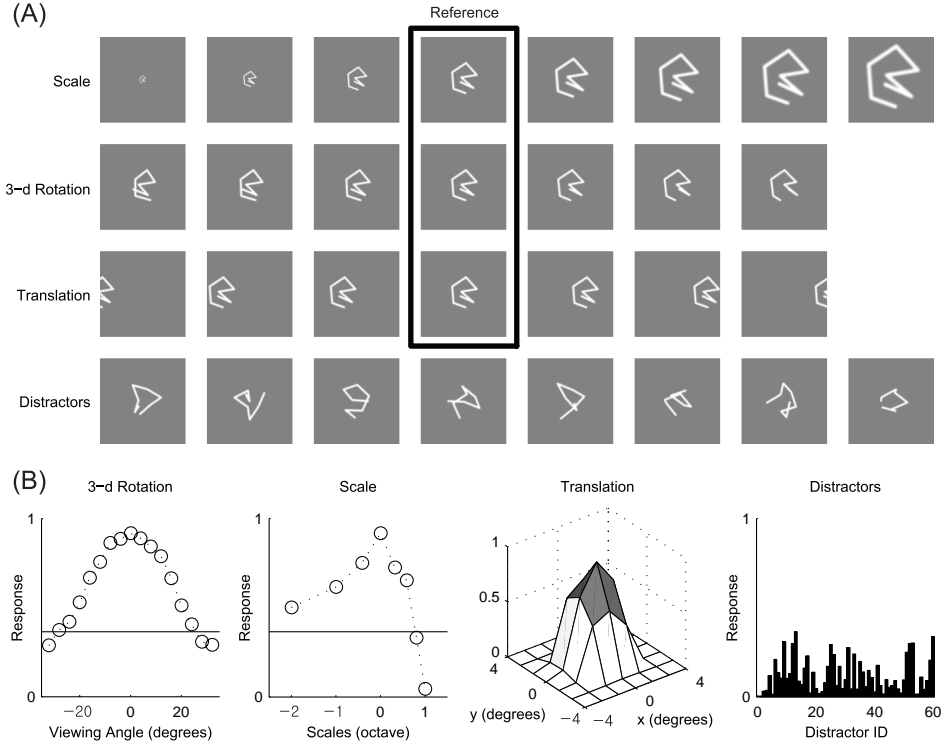 (A)
Reference
Scale
3-d Rotation
Translation
Distractors
(B)
3-d Rotation
Scale
Translation
Distractors
1
Response
0
-20 0 20
Viewing Angle (degrees)
1
Response
0
-2 -1 0 1
Scales (octave)
1
0.5
0
4
0
-4
y (degrees)
-4
0
4
x (degrees)
1
Response
0
0 20 40 60
Distractor ID